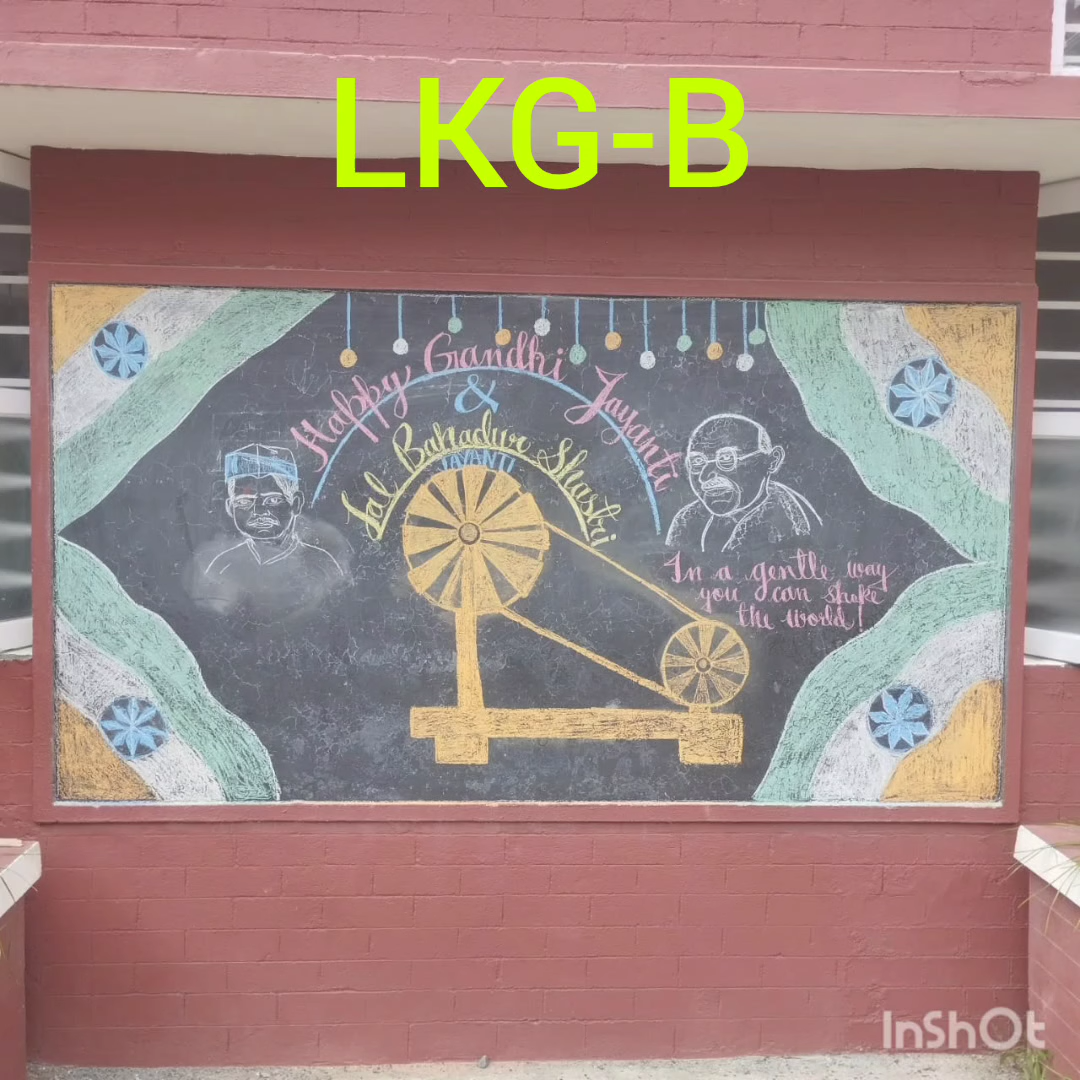 LKG-B
Happy Gandhi Jayanti
&
Lal Bahadur Shastri
JAYANTI
In a gentle way
you can shake
the world!
InShOt